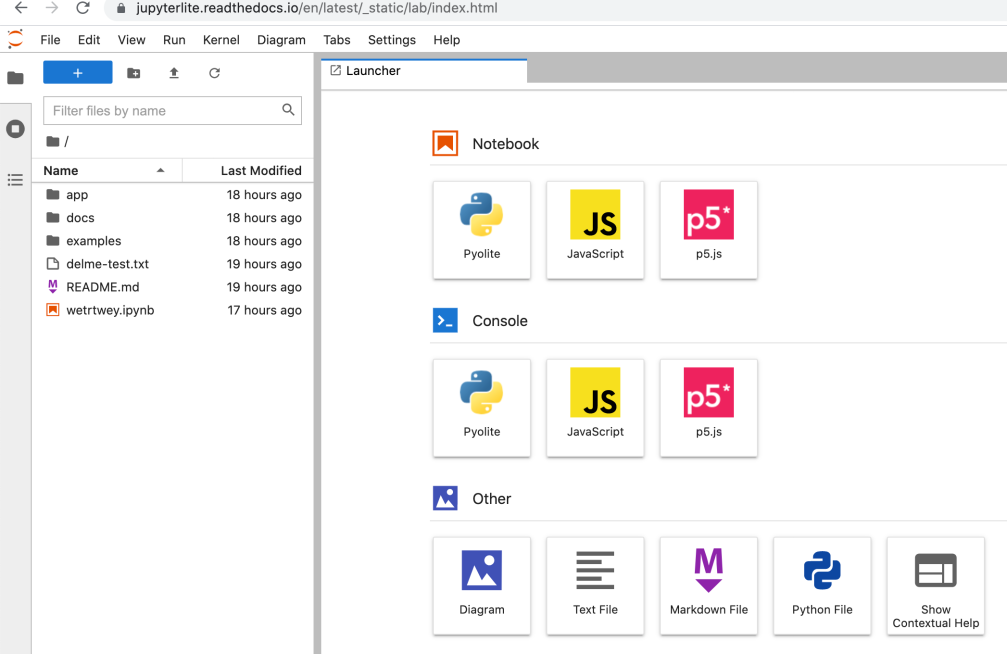 jupyterlite.readthedocs.io/en/latest/_static/lab/index.html
File Edit View Run Kernel Diagram Tabs Settings Help
+
Launcher
Filter files by name
/
Name Last Modified
app 18 hours ago
docs 18 hours ago
examples 18 hours ago
delme-test.txt 19 hours ago
M README.md 19 hours ago
wetrtwey.ipynb 17 hours ago
Notebook
JS p5*
Pyolite JavaScript p5.js
>_ Console
JS p5*
Pyolite JavaScript p5.js
Other
M
Diagram Text File Markdown File Python File Show
Contextual Help